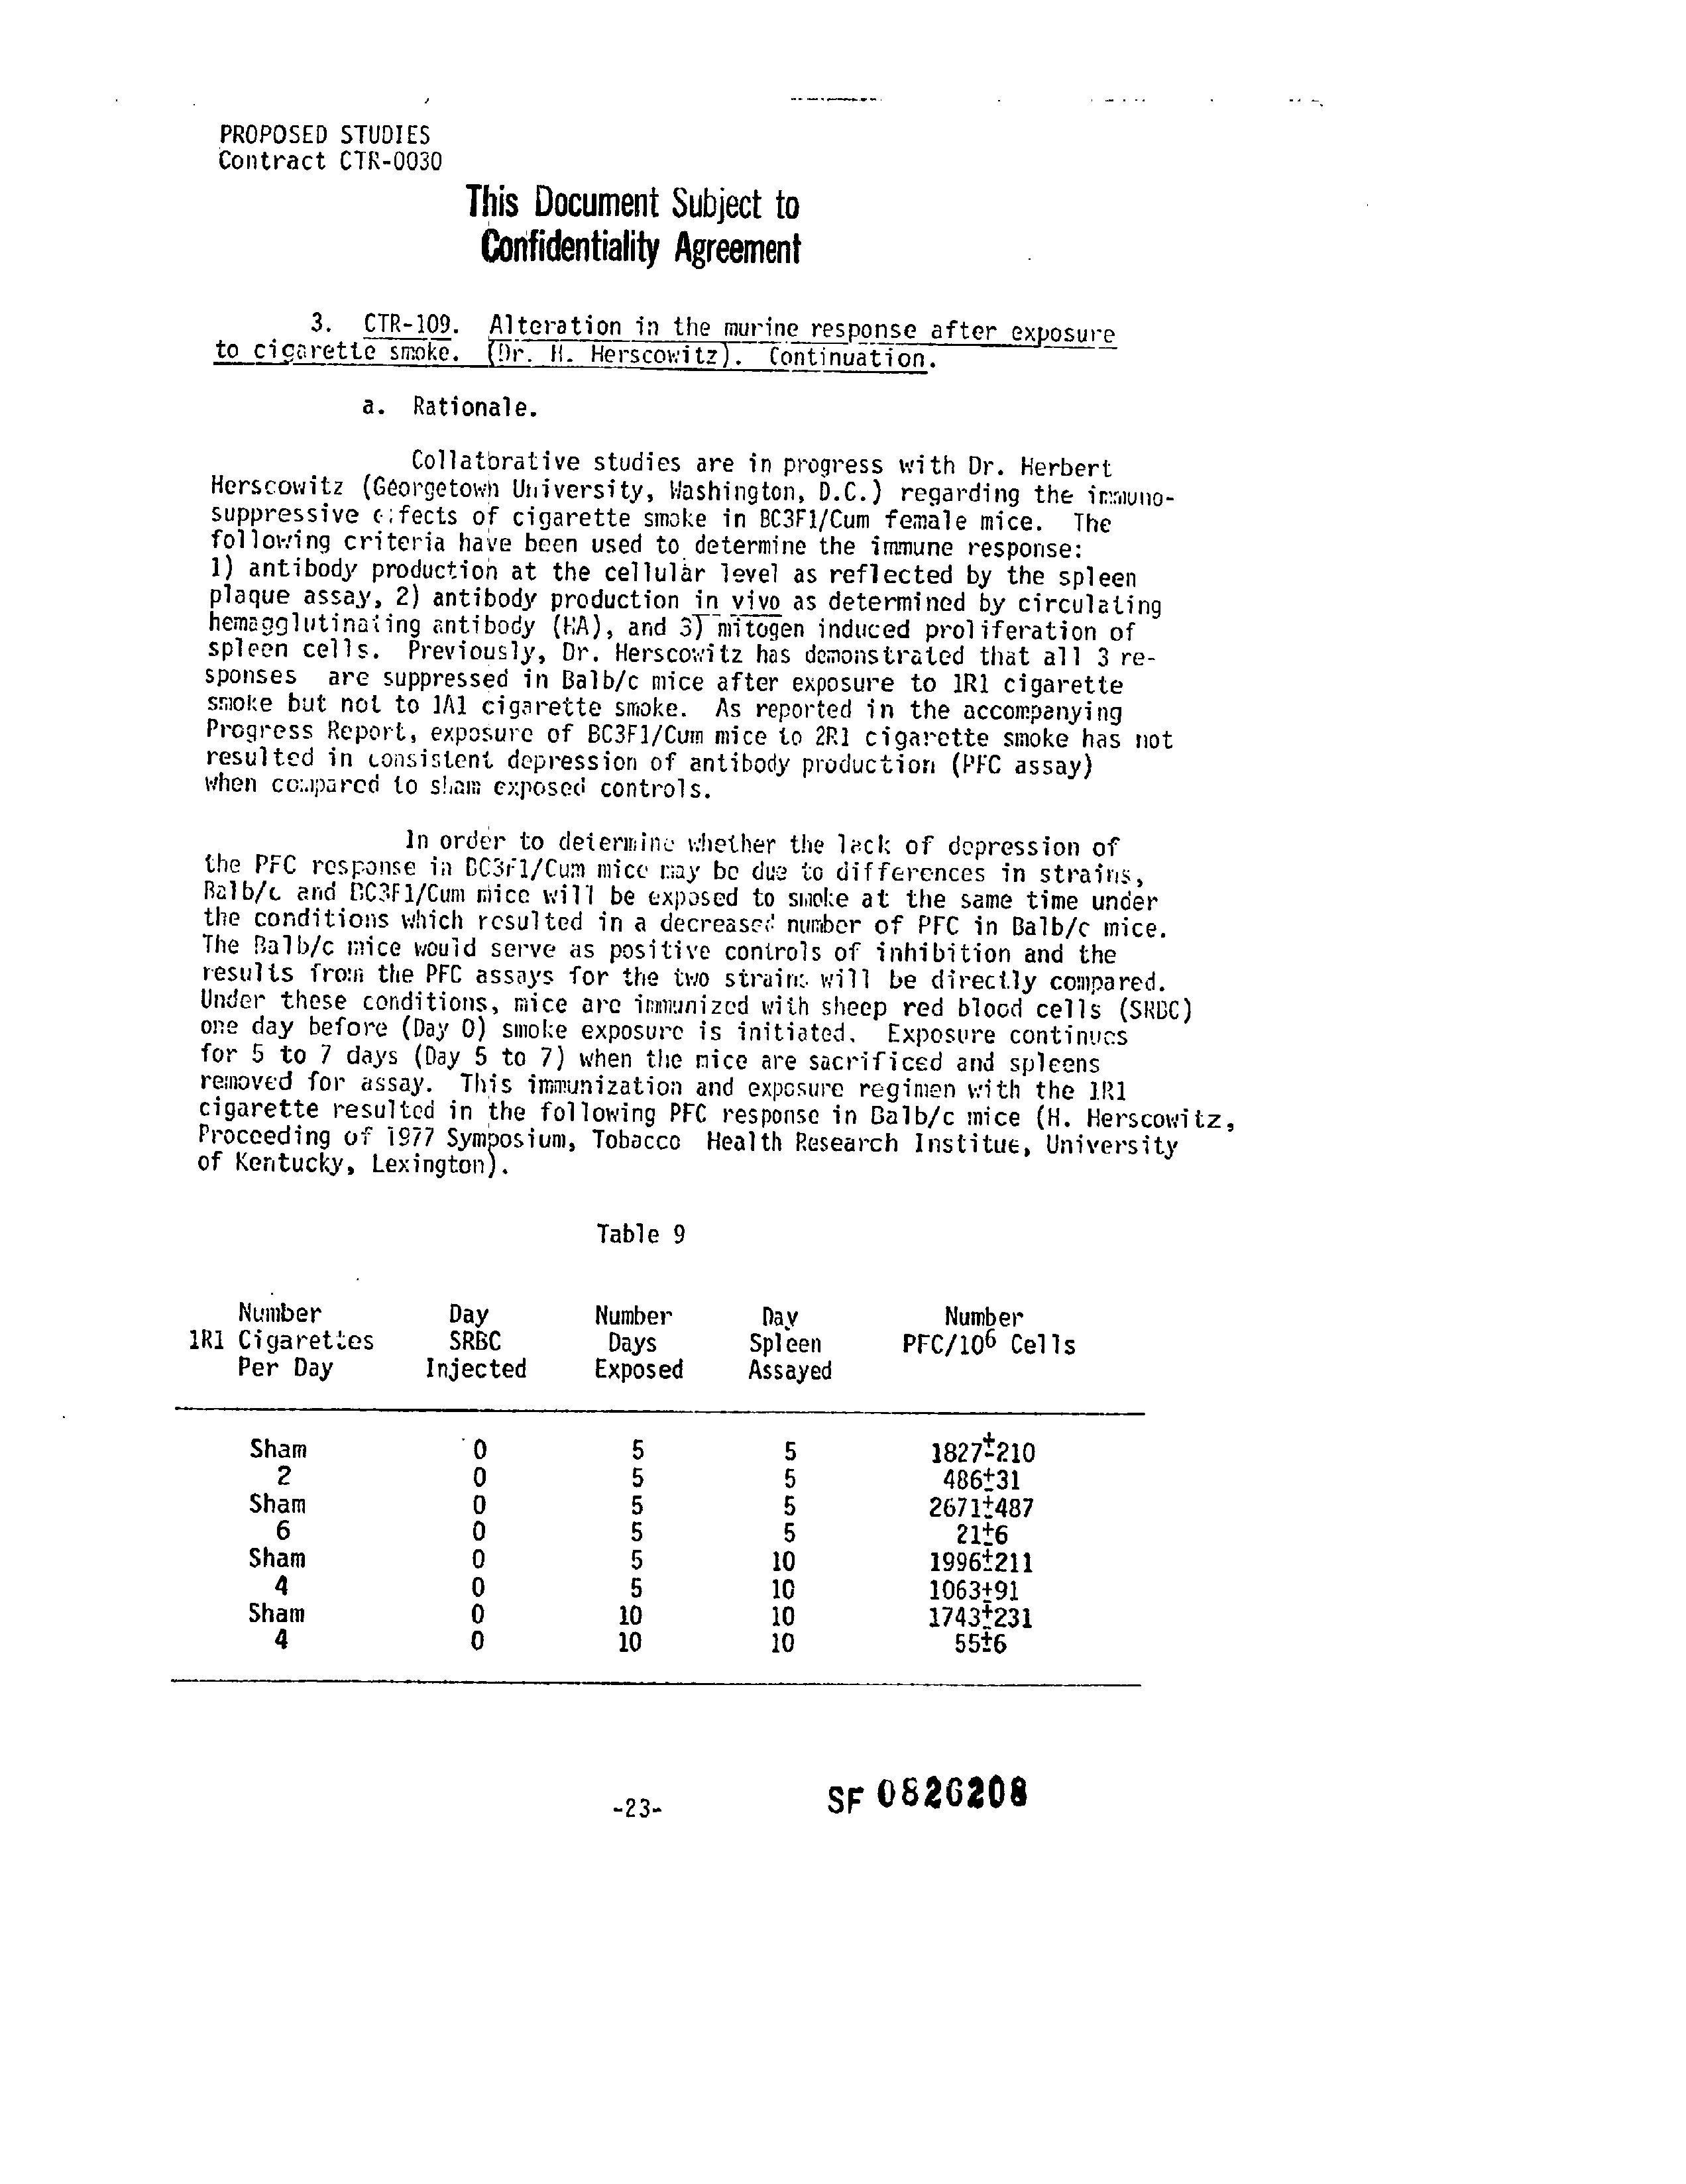 PROPOSED STUDIES
Contract CTR-0030
This Document Subject to
Confidentiality Agreement
3. CTR-109. Alteration in the murine response after exposure
to cigarette smoke. (Dr. H. Herscowitz). Continuation.
a. Rationale.
Collatorative studies are in progress with Dr. Herbert
Herscowitz (Georgetown University, Washington, D.C.) regarding the immuno-
suppressive effects of cigarette smoke in BC3F1/Cum female mice. The
following criteria have been used to determine the immune response:
1) antibody production at the cellular level as reflected by the spleen
plaque assay, 2) antibody production in vivo as determined by circulating
hemagglutinating antibody (HA), and 3) mitogen induced proliferation of
spleen cells. Previously, Dr. Herscowitz has demonstrated that all 3 re-
sponses are suppressed in Balb/c mice after exposure to 1R1 cigarette
smoke but not to 1A1 cigarette smoke. As reported in the accompanying
Progress Report, exposure of BC3F1/Cum mice to 2R1 cigarette smoke has not
resulted in consistent depression of antibody production (PFC assay)
when compared to sham exposed controls.
In order to determine whether the lack of depression of
the PFC response in BC3F1/Cum mice may be due to differences in strains,
Balb/c and BC3F1/Cum mice will be exposed to smoke at the same time under
the conditions which resulted in a decreased number of PFC in Balb/c mice.
The Balb/c mice would serve as positive controls of inhibition and the
results from the PFC assays for the two strains will be directly compared.
Under these conditions, mice are immunized with sheep red blood cells (SRBC)
one day before (Day 0) smoke exposure is initiated. Exposure continues
for 5 to 7 days (Day 5 to 7) when the mice are sacrificed and spleens
removed for assay. This immunization and exposure regimen with the 1R1
cigarette resulted in the following PFC response in Balb/c mice (H. Herscowitz,
Proceeding of 1977 Symposium, Tobacco Health Research Institue, University
of Kentucky, Lexington).
Table 9
Number Day Number Day Number
1R1 Cigarettes SRBC Days Spleen PFC/10⁶ Cells
Per Day Injected Exposed Assayed
Sham 0 5 5 1827±210
2 0 5 5 486±31
Sham 0 5 5 2671±487
6 0 5 5 21±6
Sham 0 5 10 1996±211
4 0 5 10 1063±91
Sham 0 10 10 1743±231
4 0 10 10 55±6
-23-
SF 0826208